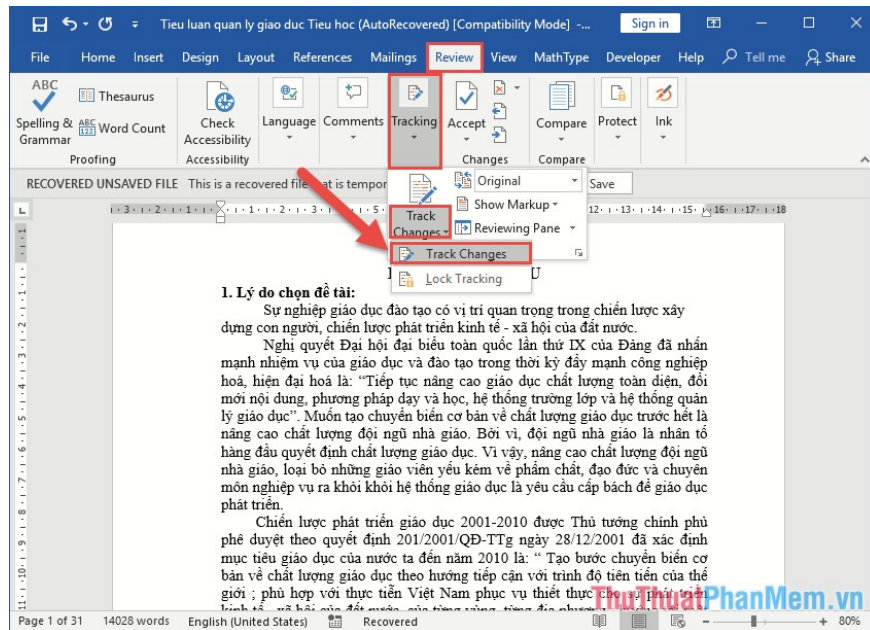 Tieu luan quan ly giao duc Tieu hoc (AutoRecovered) [Compatibility Mode] -...
Sign in
File Home Insert Design Layout References Mailings Review View MathType Developer Help Tell me Share
ABC
Spelling & Grammar
Thesaurus
ABC 123 Word Count
Proofing
Check Accessibility
Accessibility
Language
Comments
Tracking
Accept
Changes
Compare
Compare
Protect
Ink
RECOVERED UNSAVED FILE This is a recovered file that is tempor
Save
Original
Show Markup
Reviewing Pane
Track Changes
Track Changes
Lock Tracking
1. Lý do chọn đề tài:
Sự nghiệp giáo dục đào tạo có vị trí quan trọng trong chiến lược xây
dựng con người, chiến lược phát triển kinh tế - xã hội của đất nước.
Nghị quyết Đại hội đại biểu toàn quốc lần thứ IX của Đảng đã nhấn
mạnh nhiệm vụ của giáo dục và đào tạo trong thời kỳ đẩy mạnh công nghiệp
hoá, hiện đại hoá là: “Tiếp tục nâng cao giáo dục chất lượng toàn diện, đổi
mới nội dung, phương pháp dạy và học, hệ thống trường lớp và hệ thống quản
lý giáo dục”. Muốn tạo chuyển biến cơ bản về chất lượng giáo dục trước hết là
nâng cao chất lượng đội ngũ nhà giáo. Bởi vì, đội ngũ nhà giáo là nhân tố
hàng đầu quyết định chất lượng giáo dục. Vì vậy, nâng cao chất lượng đội ngũ
nhà giáo, loại bỏ những giáo viên yếu kém về phẩm chất, đạo đức và chuyên
môn nghiệp vụ ra khỏi khỏi hệ thống giáo dục là yêu cầu cấp bách để giáo dục
phát triển.
Chiến lược phát triển giáo dục 2001-2010 được Thủ tướng chính phủ
phê duyệt theo quyết định 201/2001/QĐ-TTg ngày 28/12/2001 đã xác định
mục tiêu giáo dục của nước ta đến năm 2010 là: “ Tạo bước chuyển biến cơ
bản về chất lượng giáo dục theo hướng tiếp cận với trình độ tiên tiến của thế
giới ; phù hợp với thực tiễn Việt Nam phục vụ thiết thực cho sự phát triển
ThuThuatPhanMem.vn
Page 1 of 31 14028 words English (United States) Recovered 80%